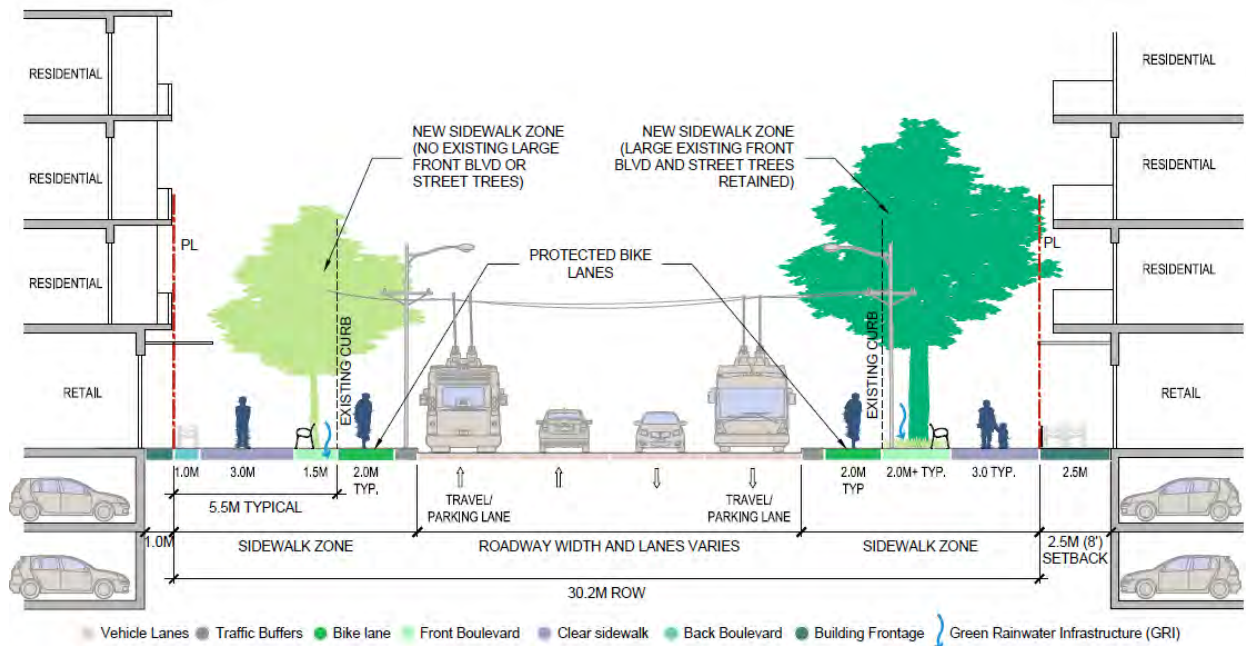 RESIDENTIAL
RESIDENTIAL
RESIDENTIAL
RETAIL
NEW SIDEWALK ZONE
(NO EXISTING LARGE
FRONT BLVD OR
STREET TREES)
NEW SIDEWALK ZONE
(LARGE EXISTING FRONT
BLVD AND STREET TREES
RETAINED)
RESIDENTIAL
RESIDENTIAL
RESIDENTIAL
RETAIL
PL
PL
PROTECTED BIKE
LANES
EXISTING CURB
EXISTING CURB
1.0M
3.0M
1.5M
2.0M
TYP.
2.0M
TYP
2.0M+ TYP.
3.0 TYP.
2.5M
5.5M TYPICAL
TRAVEL/
PARKING LANE
TRAVEL/
PARKING LANE
1.0M
SIDEWALK ZONE
ROADWAY WIDTH AND LANES VARIES
SIDEWALK ZONE
2.5M (8')
SETBACK
30.2M ROW
Vehicle Lanes Traffic Buffers Bike lane Front Boulevard Clear sidewalk Back Boulevard Building Frontage Green Rainwater Infrastructure (GRI)